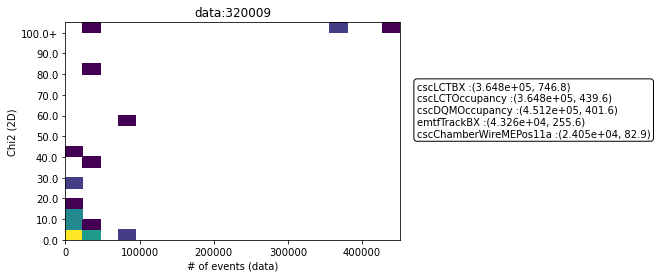 data:320009
100.0+
90.0
80.0
70.0
60.0
50.0
40.0
30.0
20.0
10.0
0.0
Chi2 (2D)
0 100000 200000 300000 400000
# of events (data)
cscLCTBX :(3.648e+05, 746.8)
cscLCTOccupancy :(3.648e+05, 439.6)
cscDQMOccupancy :(4.512e+05, 401.6)
emtfTrackBX :(4.326e+04, 255.6)
cscChamberWireMEPos11a :(2.405e+04, 82.9)